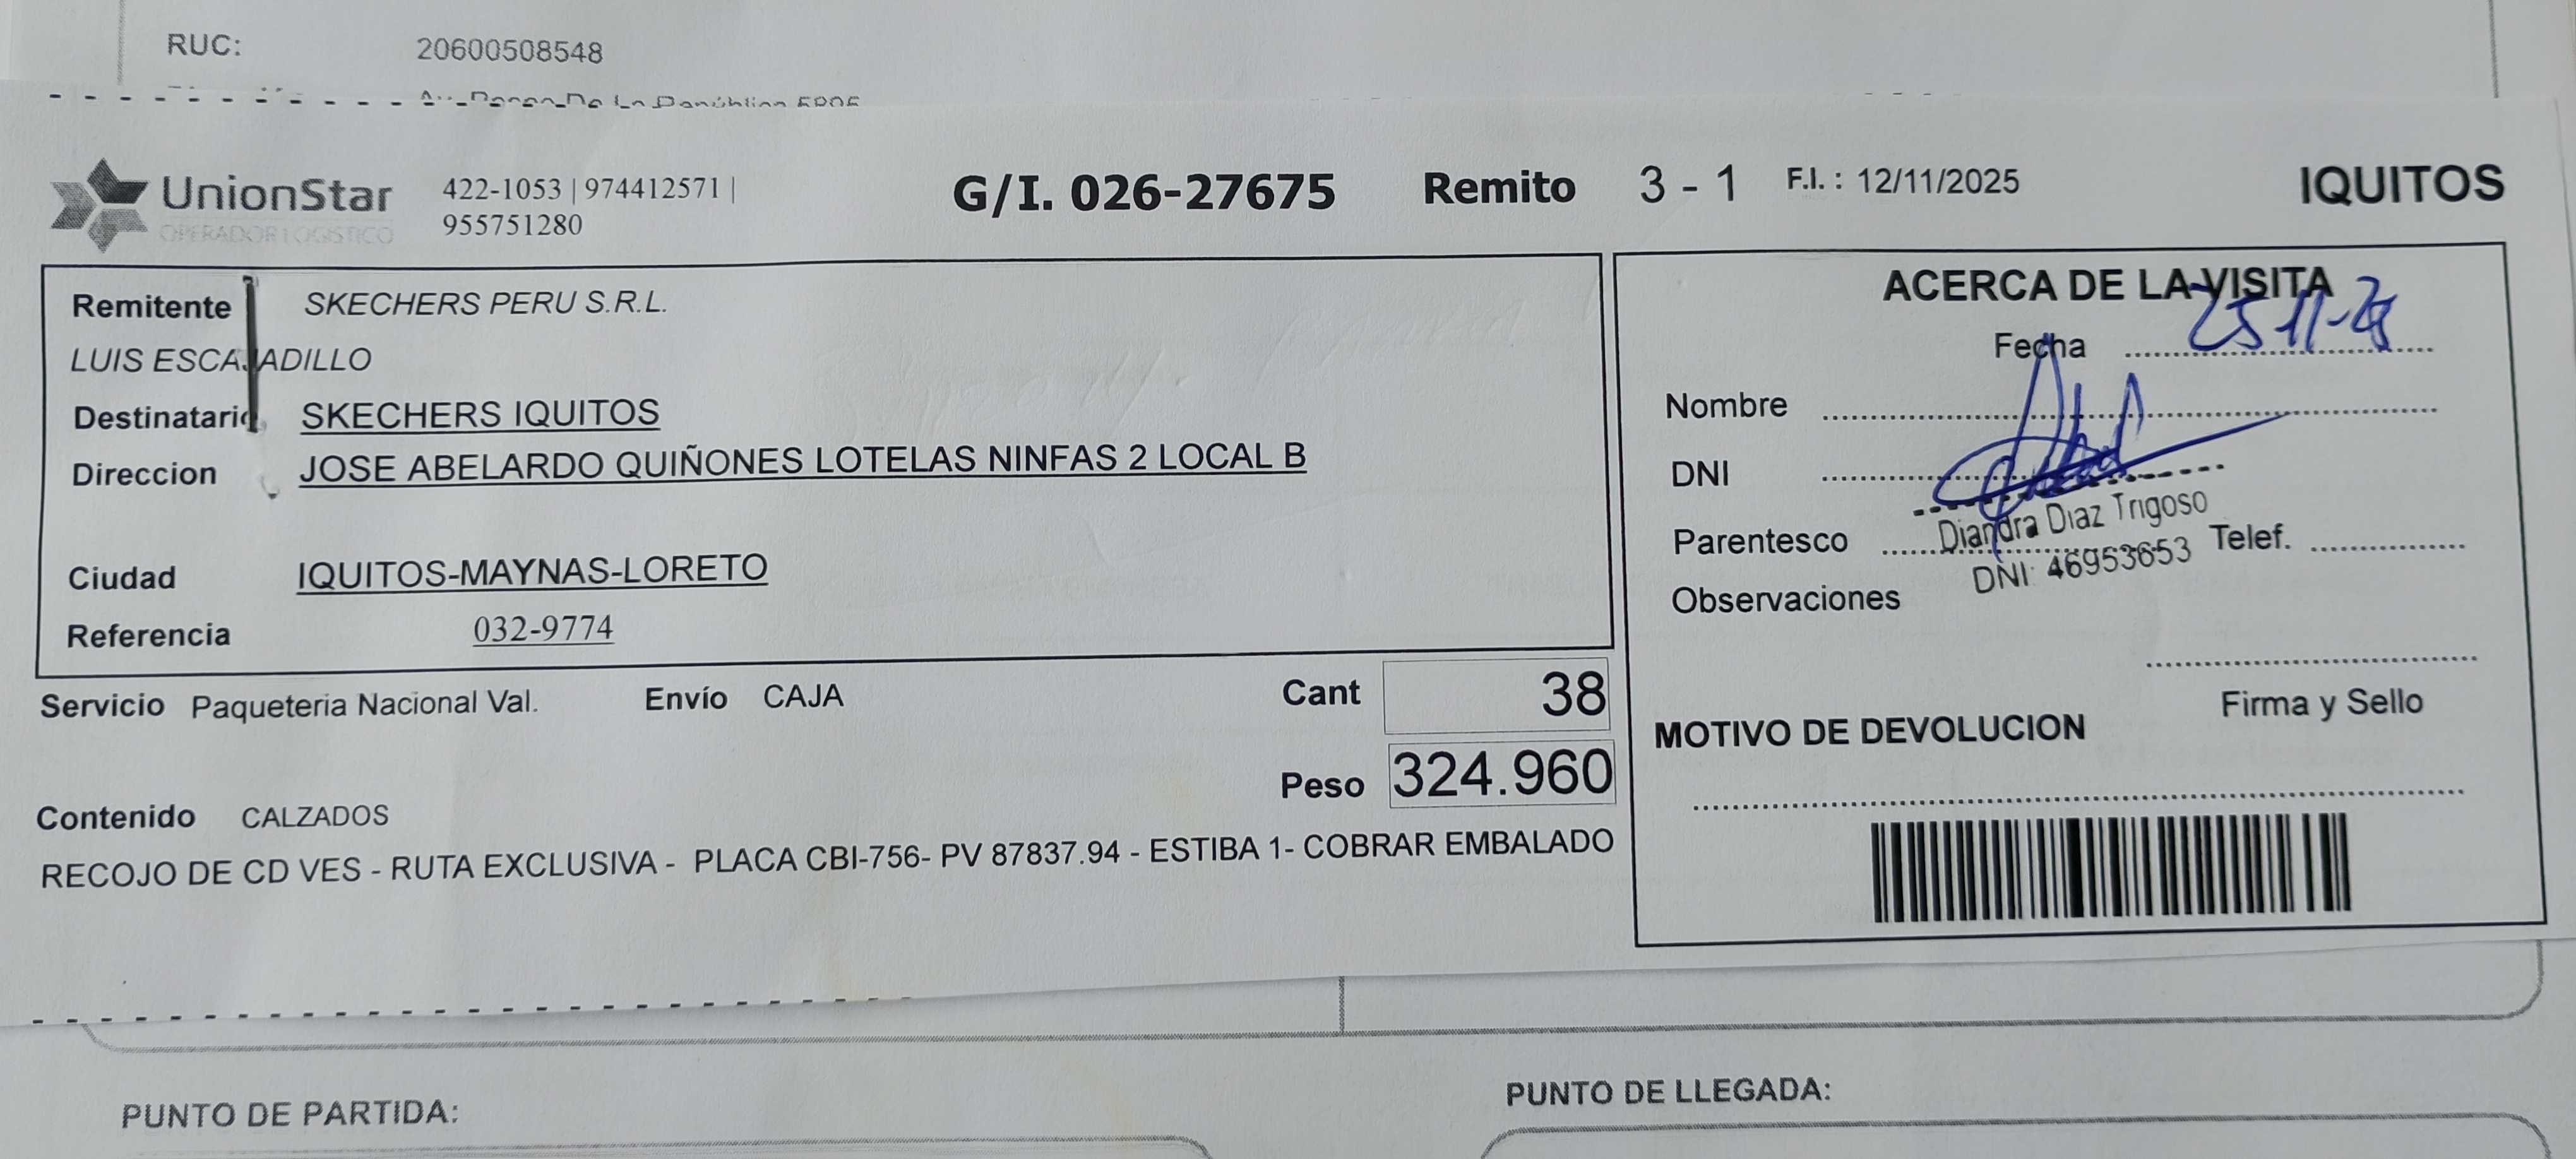 RUC: 20600508548
UnionStar
OPERADOR LOGISTICO
422-1053 | 974412571 |
955751280
G/I. 026-27675 Remito 3 - 1 F.I. : 12/11/2025 IQUITOS
Remitente SKECHERS PERU S.R.L.
LUIS ESCAJADILLO
Destinatario SKECHERS IQUITOS
Direccion JOSE ABELARDO QUIÑONES LOTELAS NINFAS 2 LOCAL B
Ciudad IQUITOS-MAYNAS-LORETO
Referencia 032-9774
Servicio Paqueteria Nacional Val. Envío CAJA
Cant 38
Peso 324.960
Contenido CALZADOS
RECOJO DE CD VES - RUTA EXCLUSIVA - PLACA CBI-756- PV 87837.94 - ESTIBA 1- COBRAR EMBALADO
ACERCA DE LA VISITA
Fecha 25-11-25
Nombre
DNI
Parentesco
Diandra Diaz Trigoso
DNI: 46953653
Telef.
Observaciones
Firma y Sello
MOTIVO DE DEVOLUCION
PUNTO DE PARTIDA:
PUNTO DE LLEGADA: